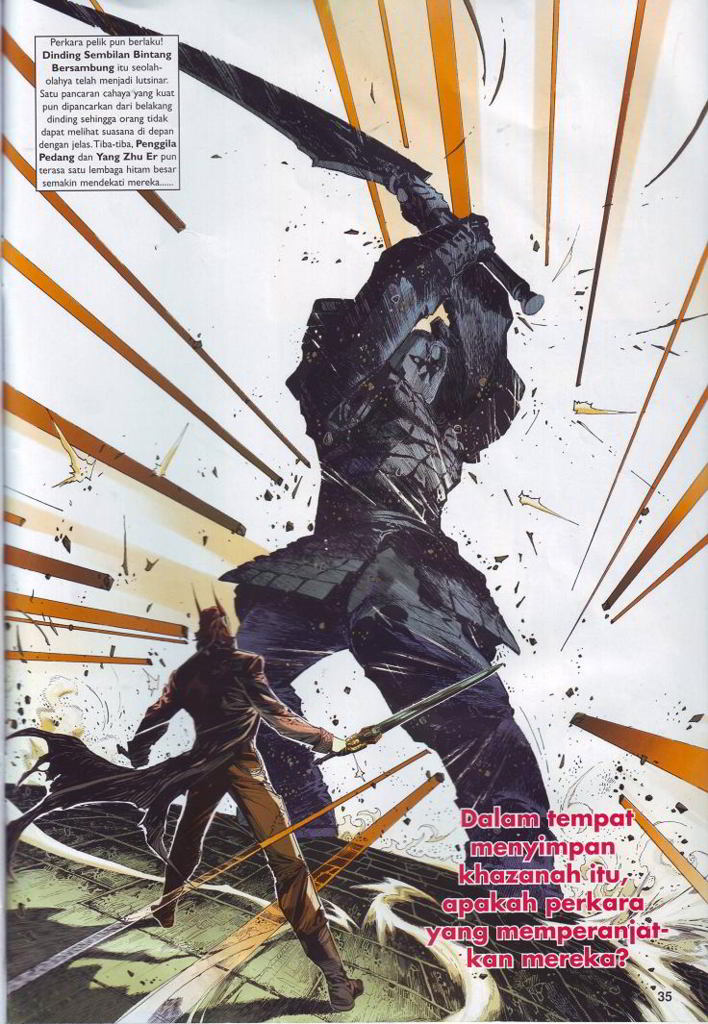 Perkara pelik pun berlaku!
Dinding Sembilan Bintang
Bersambung itu seolah-
olahya telah menjadi lutsinar.
Satu pancaran cahaya yang kuat
pun dipancarkan dari belakang
dinding sehingga orang tidak
dapat melihat suasana di depan
dengan jelas. Tiba-tiba, Penggila
Pedang dan Yang Zhu Er pun
terasa satu lembaga hitam besar
semakin mendekati mereka......
Dalam tempat
menyimpan
khazanah itu,
apakah perkara
yang memperanjat-
kan mereka?
35